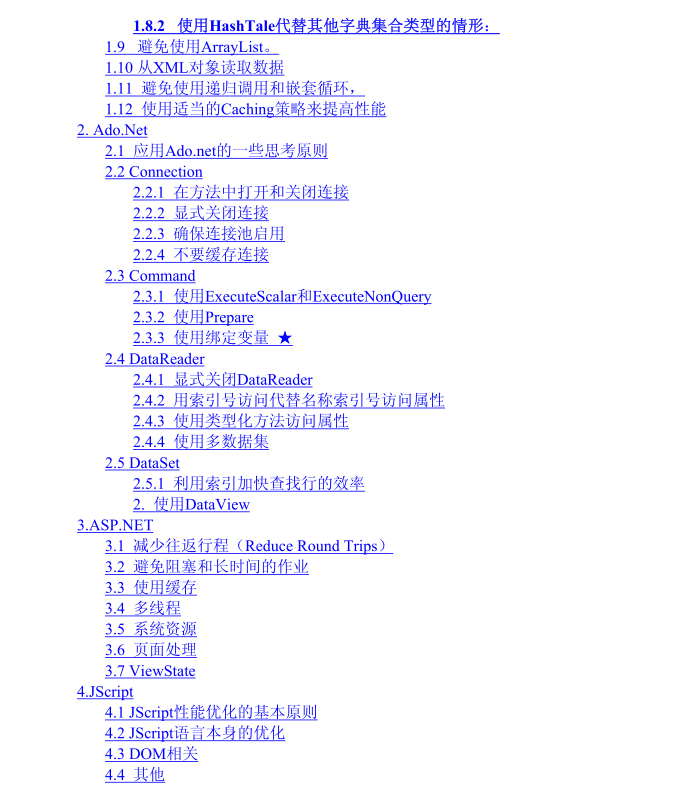 1.8.2 使用HashTale代替其他字典集合类型的情形：
1.9 避免使用ArrayList。
1.10 从XML对象读取数据
1.11 避免使用递归调用和嵌套循环，
1.12 使用适当的Caching策略来提高性能
2. Ado.Net
2.1 应用Ado.net的一些思考原则
2.2 Connection
2.2.1 在方法中打开和关闭连接
2.2.2 显式关闭连接
2.2.3 确保连接池启用
2.2.4 不要缓存连接
2.3 Command
2.3.1 使用ExecuteScalar和ExecuteNonQuery
2.3.2 使用Prepare
2.3.3 使用绑定变量 ★
2.4 DataReader
2.4.1 显式关闭DataReader
2.4.2 用索引号访问代替名称索引号访问属性
2.4.3 使用类型化方法访问属性
2.4.4 使用多数据集
2.5 DataSet
2.5.1 利用索引加快查找行的效率
2. 使用DataView
3.ASP.NET
3.1 减少往返行程（Reduce Round Trips）
3.2 避免阻塞和长时间的作业
3.3 使用缓存
3.4 多线程
3.5 系统资源
3.6 页面处理
3.7 ViewState
4.JScript
4.1 JScript性能优化的基本原则
4.2 JScript语言本身的优化
4.3 DOM相关
4.4 其他